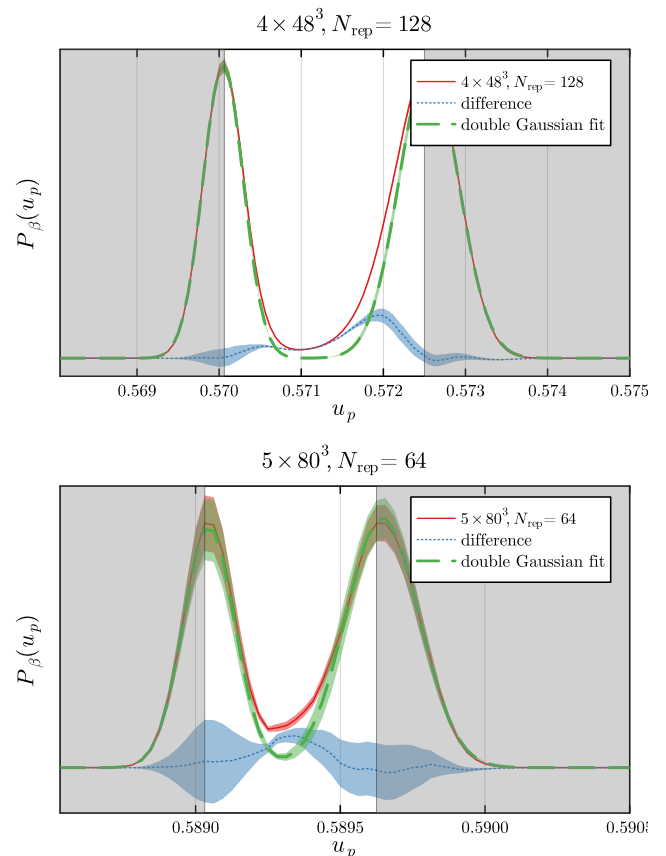 4 × 48³, N_rep = 128
P_β(u_p)
4 × 48³, N_rep = 128
difference
double Gaussian fit
0.569 0.570 0.571 0.572 0.573 0.574 0.575
u_p
5 × 80³, N_rep = 64
P_β(u_p)
5 × 80³, N_rep = 64
difference
double Gaussian fit
0.5890 0.5895 0.5900 0.5905
u_p